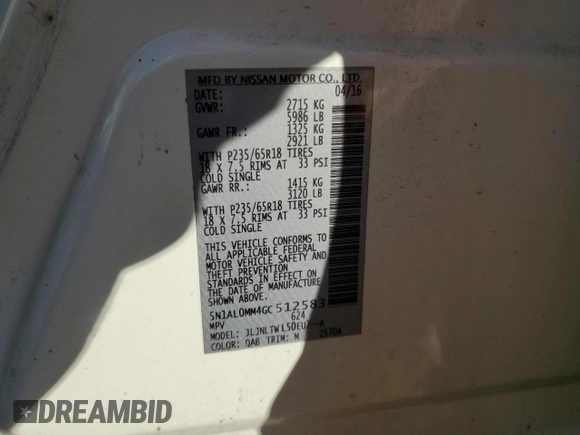 MFD BY NISSAN MOTOR CO., LTD.
DATE: 04/16
GVWR: 2715 KG
5986 LB
GAWR FR.: 1325 KG
2921 LB
WITH P235/65R18 TIRES
18 X 7.5 RIMS AT 33 PSI
COLD SINGLE
GAWR RR.: 1415 KG
3120 LB
WITH P235/65R18 TIRES
18 X 7.5 RIMS AT 33 PSI
COLD SINGLE
THIS VEHICLE CONFORMS TO
ALL APPLICABLE FEDERAL
MOTOR VEHICLE SAFETY AND
THEFT PREVENTION
STANDARDS IN EFFECT ON
THE DATE OF MANUFACTURE
SHOWN ABOVE.
5N1AL0MM4GC512583
MPV 624
MODEL:
COLOR: QAB TRIM: M
DREAMBID